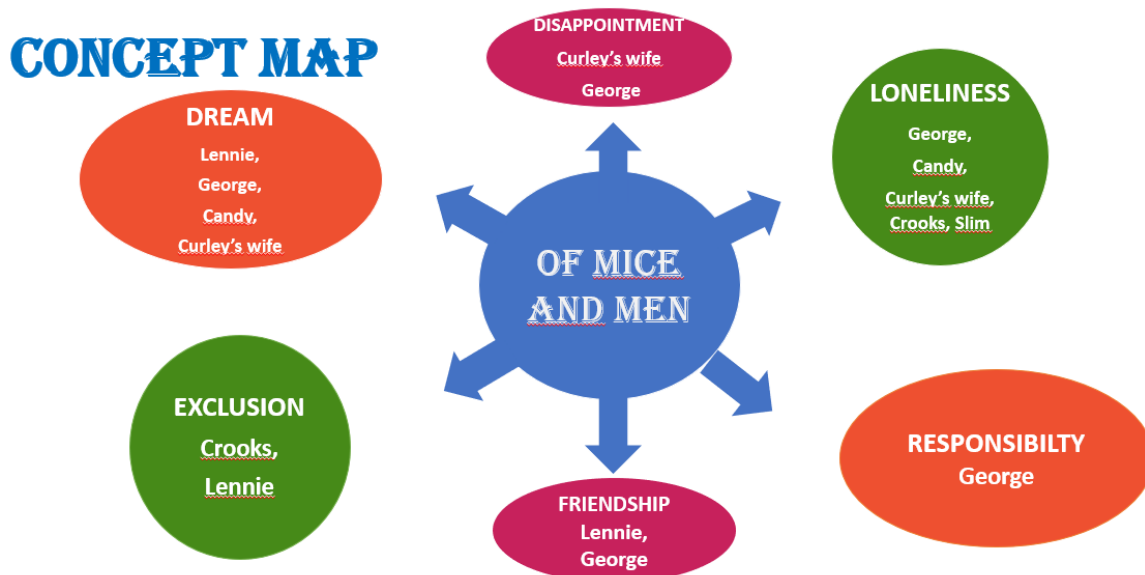 CONCEPT MAP
DISAPPOINTMENT
Curley's wife
George
DREAM
Lennie,
George,
Candy,
Curley's wife
LONELINESS
George,
Candy,
Curley's wife,
Crooks, Slim
OF MICE
AND MEN
EXCLUSION
Crooks,
Lennie
RESPONSIBILTY
George
FRIENDSHIP
Lennie,
George